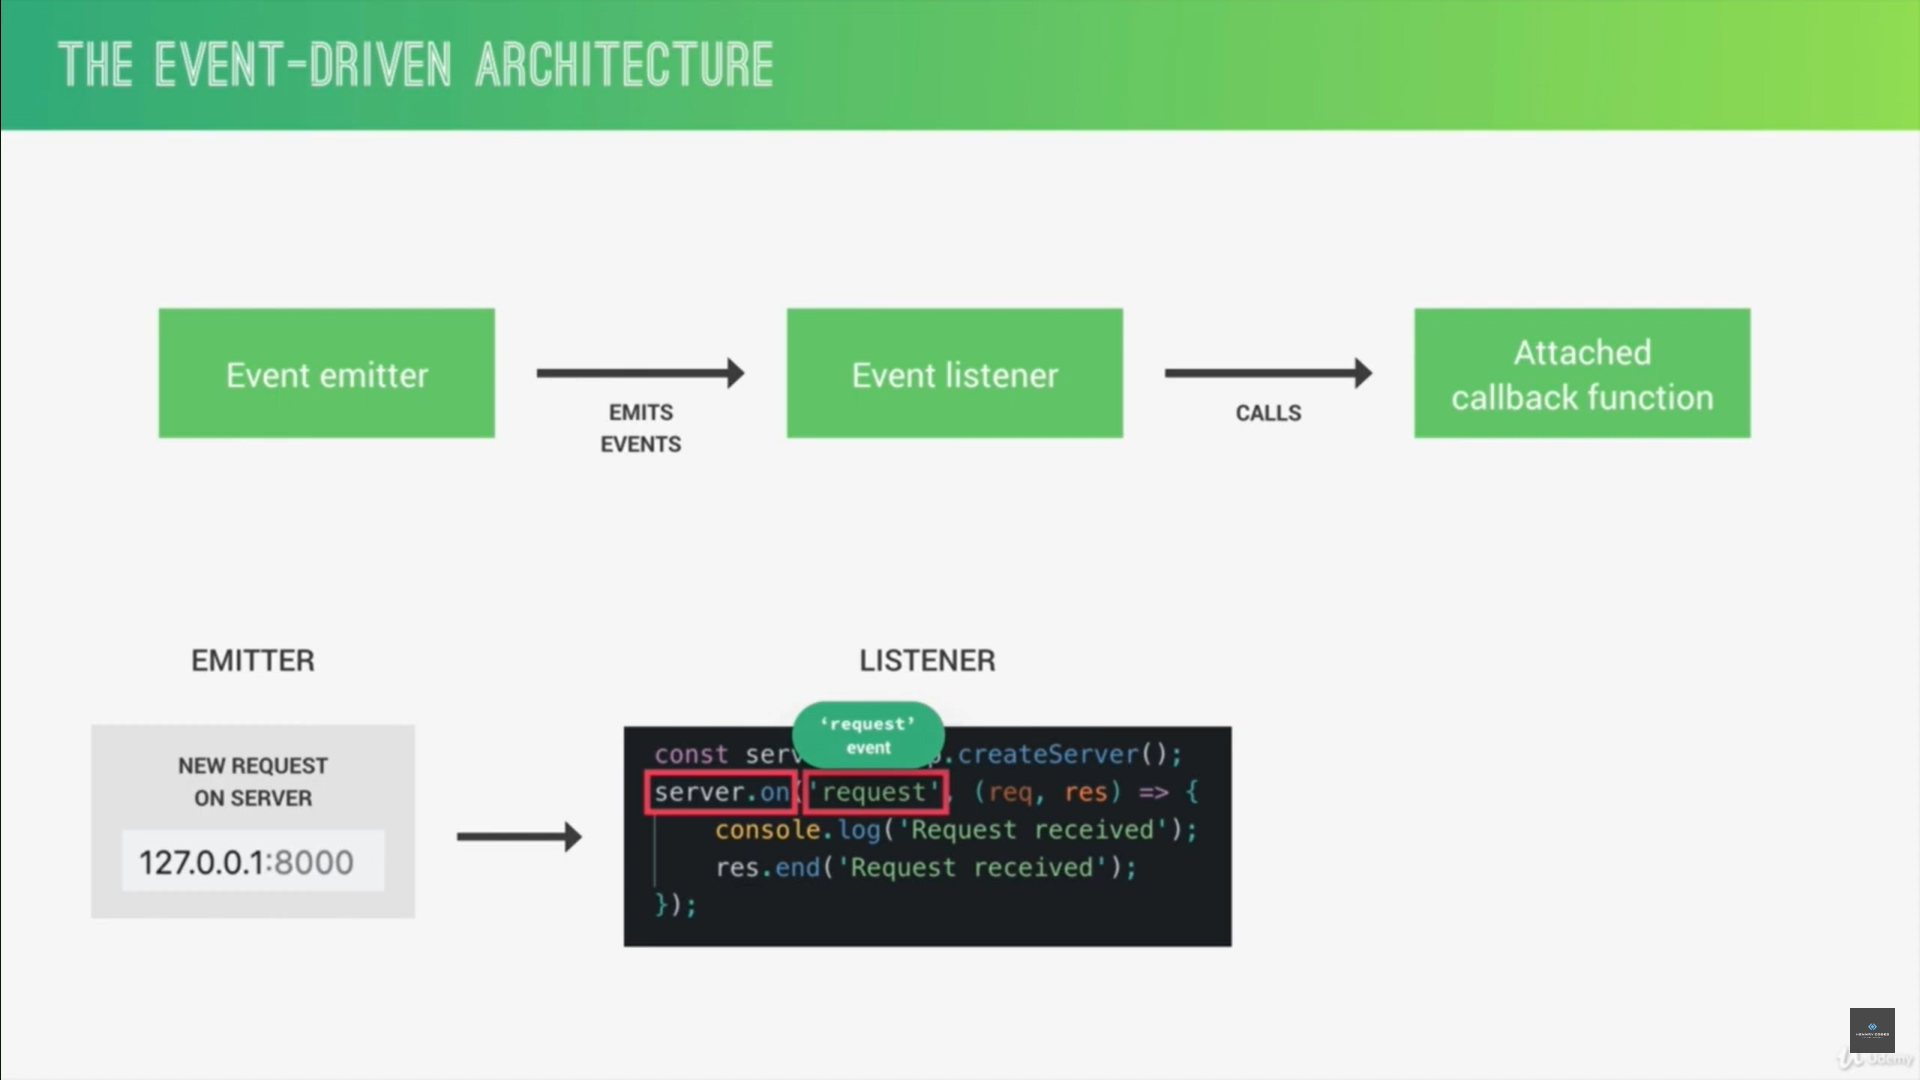 THE EVENT-DRIVEN ARCHITECTURE
Event emitter
EMITS
EVENTS
Event listener
CALLS
Attached
callback function
EMITTER
NEW REQUEST
ON SERVER
127.0.0.1:8000
LISTENER
‘request’
event
const serv p.createServer();
server.on('request', (req, res) => {
console.log('Request received');
res.end('Request received');
});
Udemy